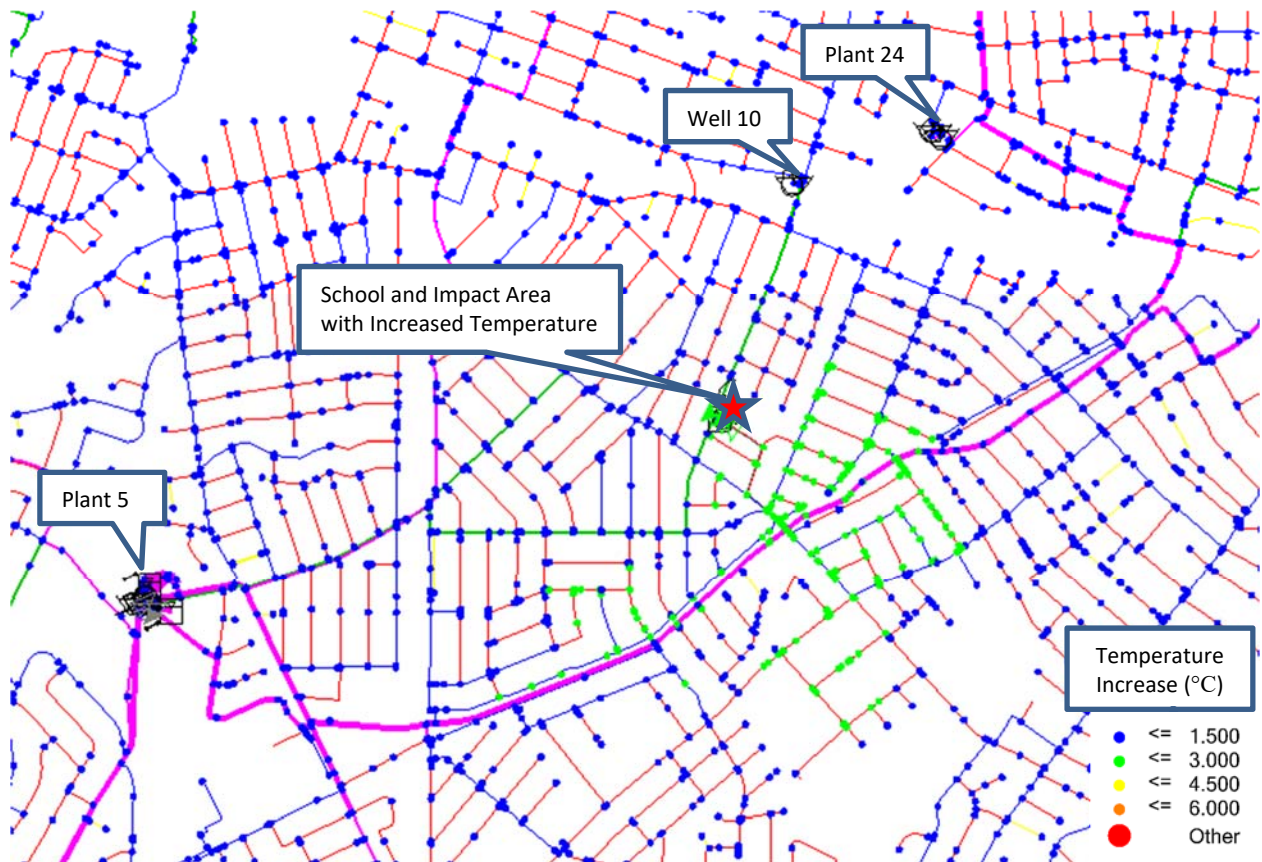 Plant 24
Well 10
School and Impact Area
with Increased Temperature
Plant 5
Temperature
Increase (°C)
<= 1.500
<= 3.000
<= 4.500
<= 6.000
Other